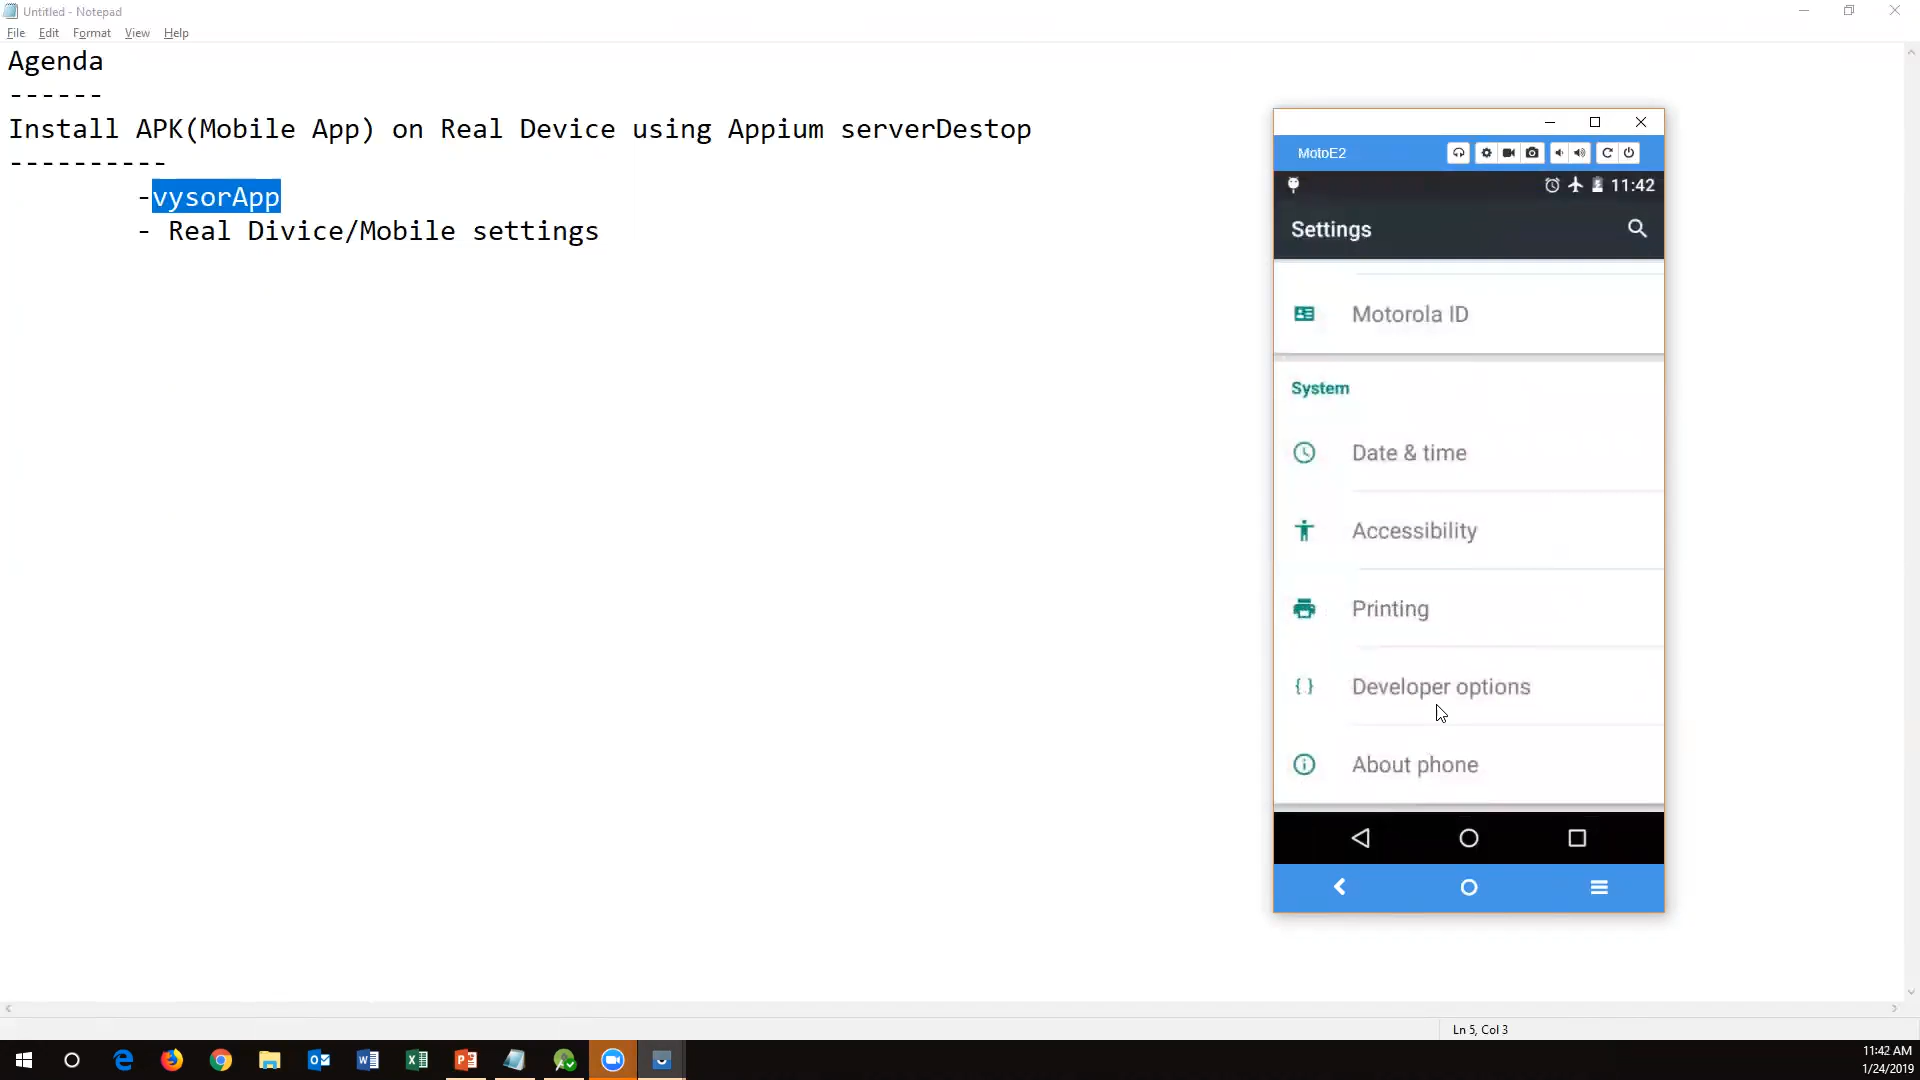 Untitled - Notepad
File Edit Format View Help
Agenda
------
Install APK(Mobile App) on Real Device using Appium serverDestop
----------
-vysorApp
- Real Divice/Mobile settings
MotoE2
11:42
Settings
Motorola ID
System
Date & time
Accessibility
Printing
Developer options
About phone
Ln 5, Col 3
11:42 AM
1/24/2019